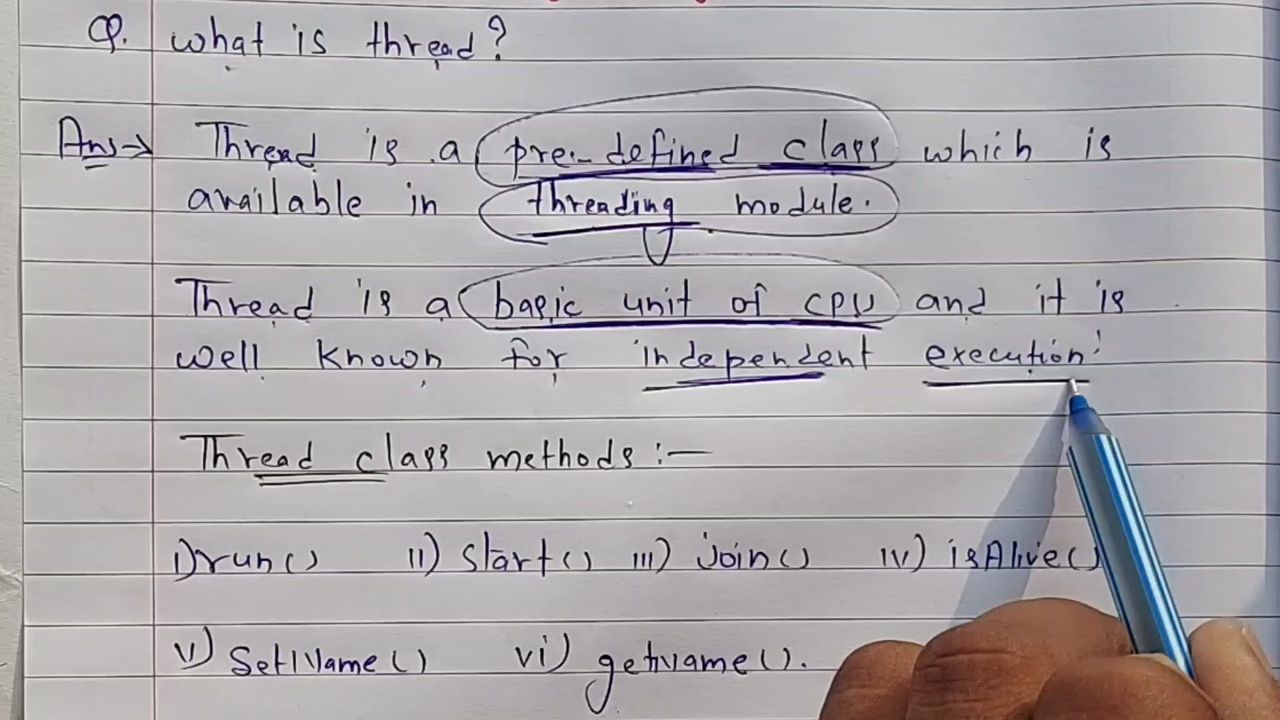 Q. what is thread?
Ans→ Thread is a pre-defined class which is
available in threading module.
Thread is a basic unit of CPU and it is
well known for independent execution.
Thread class methods :-
i) run() ii) start() iii) join() iv) isAlive()
v) SetName() vi) getName().